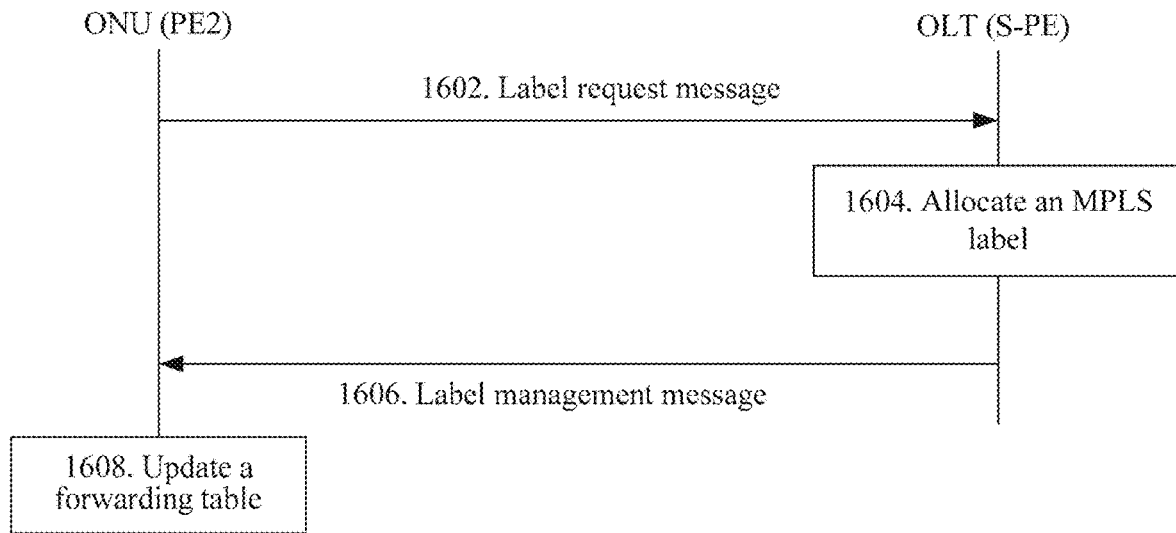 ONU (PE2)
OLT (S-PE)
1602. Label request message
1604. Allocate an MPLS
label
1606. Label management message
1608. Update a
forwarding table